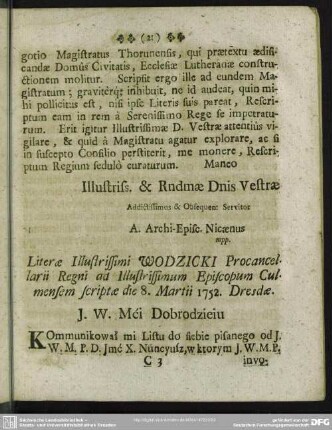 (21)
gotio Magistratus Thorunensis, qui prætextu ædifi-
candæ Domûs Civitatis, Ecclesiæ Lutheranæ constru-
ctionem molitur. Scripsit ergo ille ad eundem Ma-
gistratum; gravitérq; inhibuit, ne id audeat, quin mi-
hi pollicitus est, nisi ipse Literis suis pareat, Rescri-
ptum eam in rem à Serenissimo Rege se impetratu-
rum. Erit igitur Illustrissimæ D. Vestræ attentiùs vi-
gilare, & quid à Magistratu agatur explorare, ac si
in suscepto Consilio perstiterit, me monere, Rescri-
ptum Regium seduló curaturum. Maneo
Illustriss. & Rndmæ Dnis Vestræ
Addictissimus & Obsequens Servitor
A. Archi-Episc. Nicænus
mpp.
Literæ Illustrissimi WODZICKI Procancel-
larii Regni ad Illustrissimum Episcopum Cul-
mensem scriptæ die 8. Martii 1752. Dresdæ.
J. W. Mći Dobrodzieiu
Kommunikował mi Listu do siebie pisanego od J.
W. M. P. D. Jmć X. Nuncyusz, w ktorym J. W. M. P.
C 3
invo-